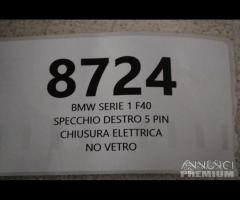 8724
BMW SERIE 1 F40
SPECCHIO DESTRO 5 PIN
CHIUSURA ELETTRICA
NO VETRO
ANNUNCI
PREMIUM